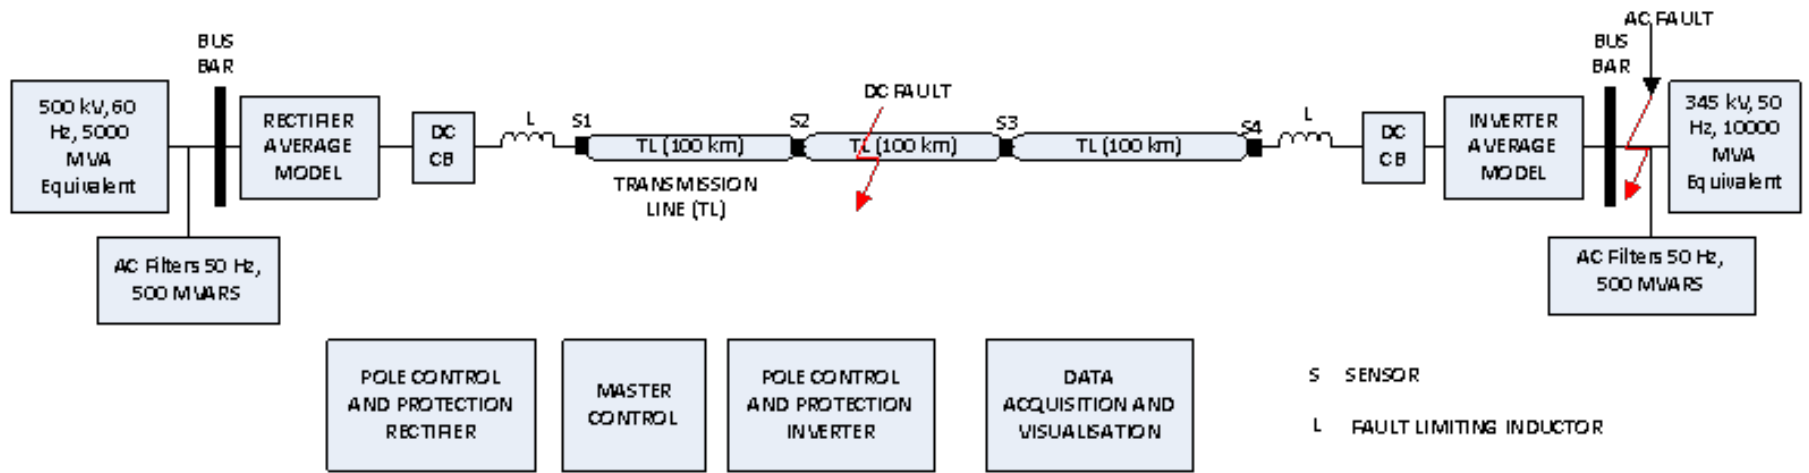 500 kV, 60
Hz, 5000
MVA
Equivalent
BUS
BAR
RECTIFIER
AVERAGE
MODEL
DC
CB
L
S1
TL (100 km)
TRANSMISSION
LINE (TL)
S2
DC FAULT
TL (100 km)
S3
TL (100 km)
S4
L
DC
CB
INVERTER
AVERAGE
MODEL
BUS
BAR
AC FAULT
345 kV, 50
Hz, 10000
MVA
Equivalent
AC Filters 50 Hz,
500 MVARS
AC Filters 50 Hz,
500 MVARS
POLE CONTROL
AND PROTECTION
RECTIFIER
MASTER
CONTROL
POLE CONTROL
AND PROTECTION
INVERTER
DATA
ACQUISITION AND
VISUALISATION
S SENSOR
L FAULT LIMITING INDUCTOR